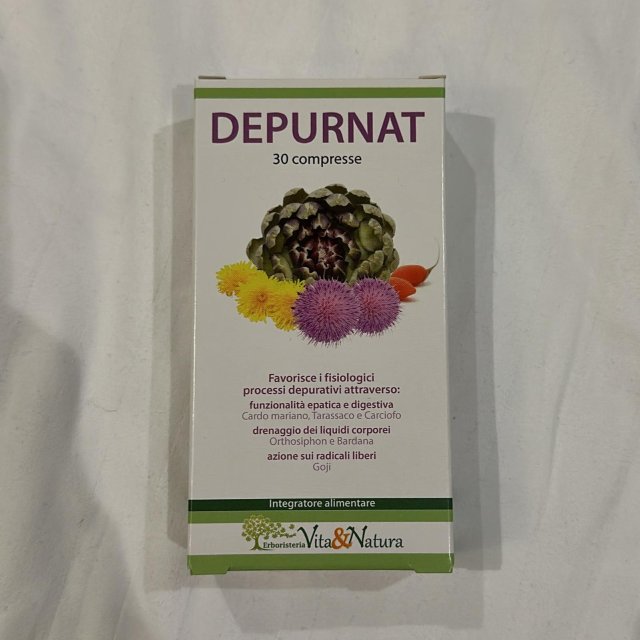 DEPURNAT
30 compresse
Favorisce i fisiologici
processi depurativi attraverso:
funzionalità epatica e digestiva
Cardo mariano, Tarassaco e Carciofo
drenaggio dei liquidi corporei
Orthosiphon e Bardana
azione sui radicali liberi
Goji
Integratore alimentare
Erboristeria Vita&Natura